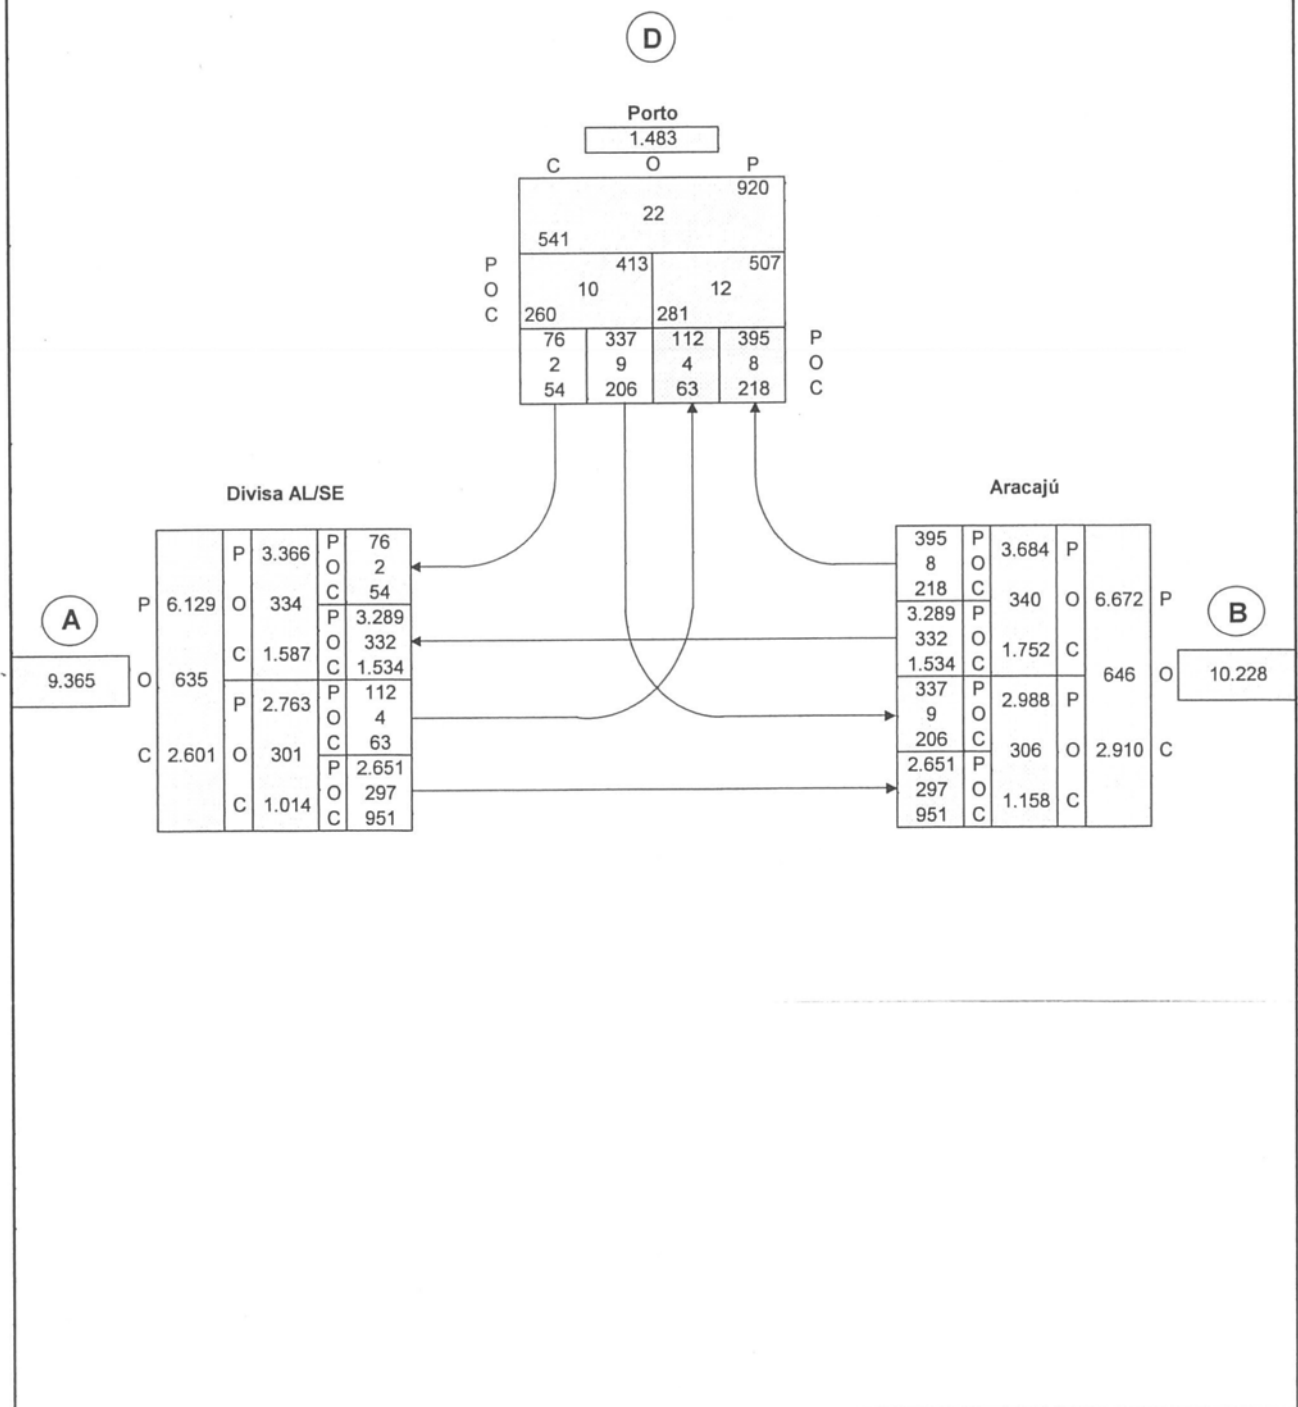 D
Porto
1.483
C O P
920
22
541
P 413 507
O 10 12
C 260 281
76 337 112 395 P
2 9 4 8 O
54 206 63 218 C
Divisa AL/SE
P 76
P 3.366 O 2
C 54
A
P 6.129 O 334 P 3.289
O 332
C 1.587 C 1.534
9.365 O 635
P 2.763 P 112
O 4
C 63
C 2.601 O 301 P 2.651
O 297
C 1.014 C 951
Aracajú
395 P
8 O 3.684 P
218 C
B
3.289 P 340 O 6.672 P
332 O
1.534 C 1.752 C
646 O 10.228
337 P 2.988 P
9 O
206 C
2.651 P 306 O 2.910 C
297 O
951 C 1.158 C